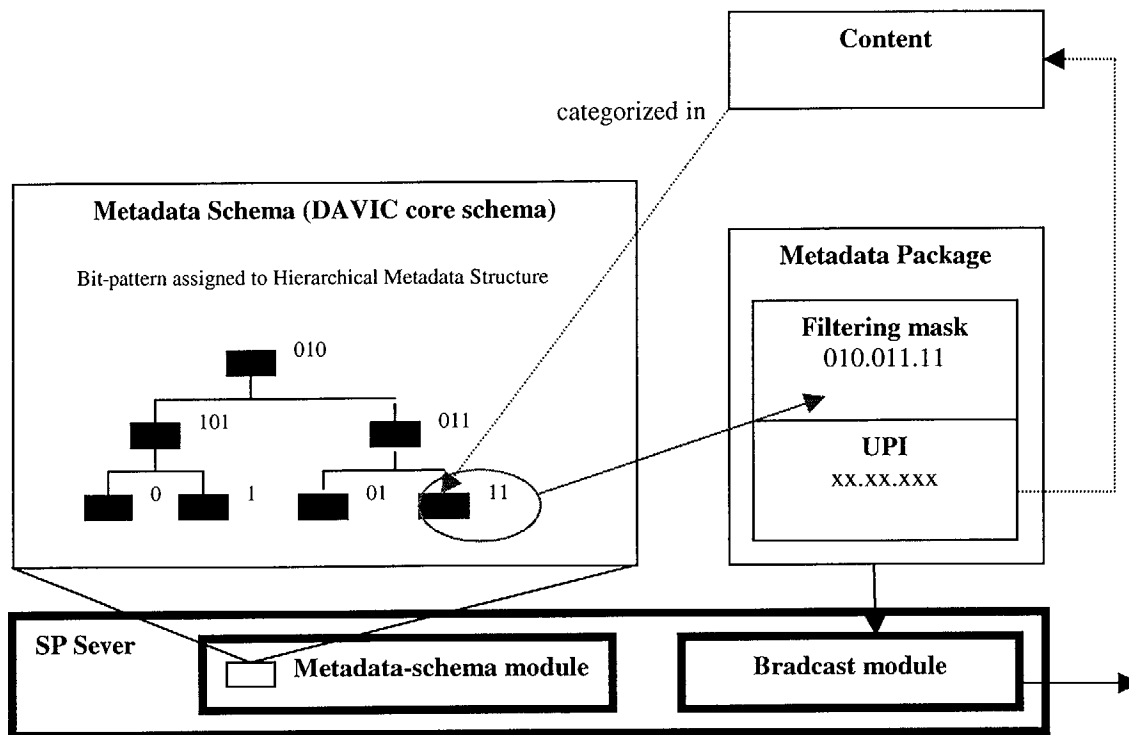 Content
categorized in
Metadata Schema (DAVIC core schema)
Bit-pattern assigned to Hierarchical Metadata Structure
010
101
011
0
1
01
11
Metadata Package
Filtering mask
010.011.11
UPI
xx.xx.xxx
SP Sever
Metadata-schema module
Bradcast module